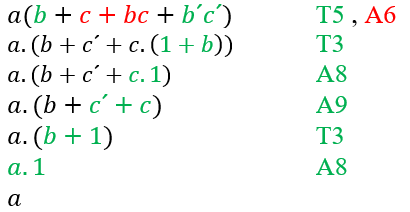 a(b + c + bc + b´c´) T5 , A6
a.(b + c´ + c.(1 + b)) T3
a.(b + c´ + c.1) A8
a.(b + c´ + c) A9
a.(b + 1) T3
a.1 A8
a